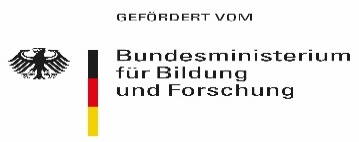 GEFÖRDERT VOM
Bundesministerium
für Bildung
und Forschung